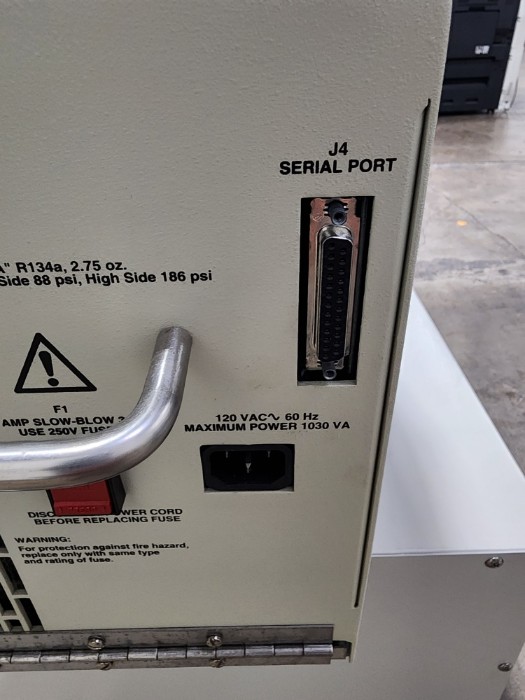 J4
SERIAL PORT
A" R134a, 2.75 oz.
Side 88 psi, High Side 186 psi
F1
AMP SLOW-BLOW
USE 250V FUSE
120 VAC∿ 60 Hz
MAXIMUM POWER 1030 VA
POWER CORD
BEFORE REPLACING FUSE
WARNING:
For protection against fire hazard,
replace only with same type
and rating of fuse.